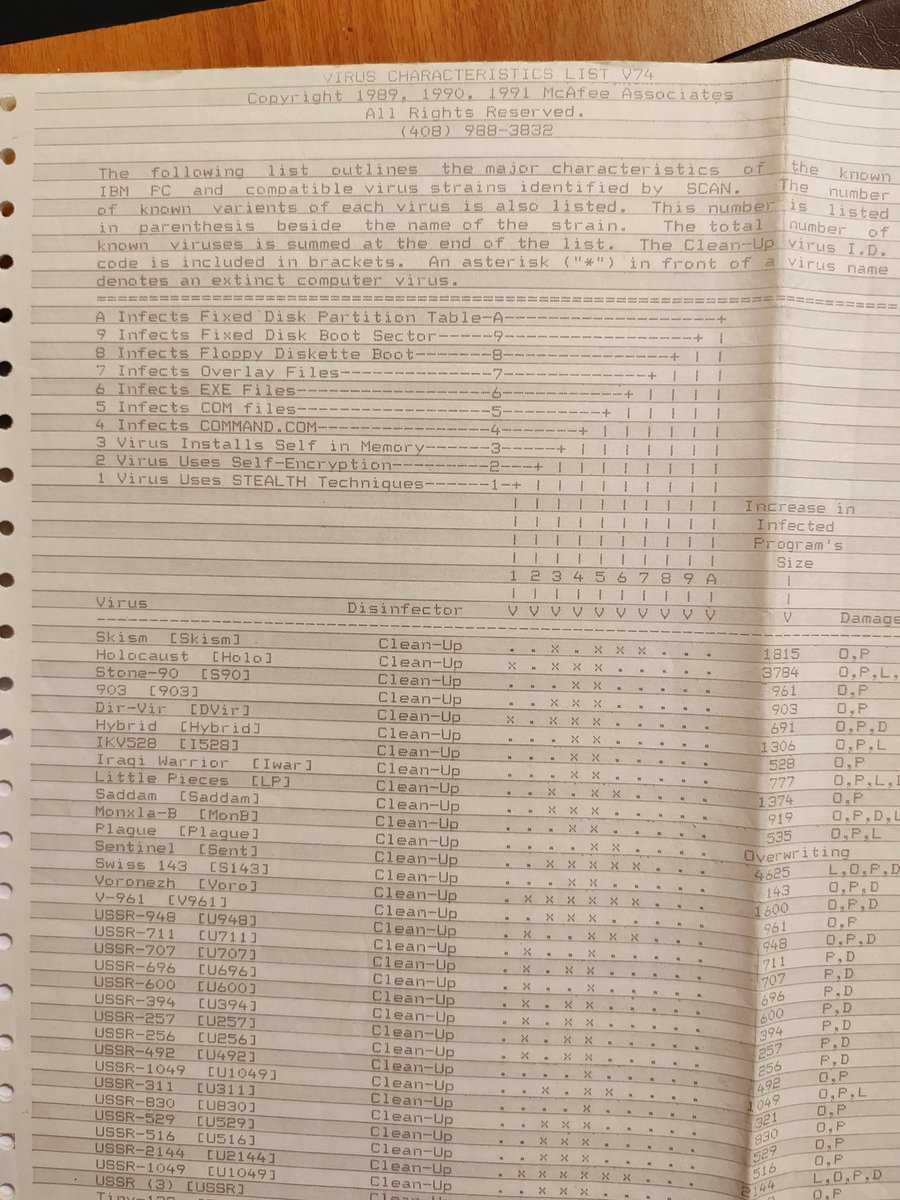 VIRUS CHARACTERISTICS LIST V74
Copyright 1989, 1990, 1991 McAfee Associates
All Rights Reserved.
(408) 988-3832
The following list outlines the major characteristics of the known
IBM PC and compatible virus strains identified by SCAN. The number
of known varients of each virus is also listed. This number is listed
in parenthesis beside the name of the strain. The total number of
known viruses is summed at the end of the list. The Clean-Up virus I.D.
code is included in brackets. An asterisk ("*") in front of a virus name
denotes an extinct computer virus.
A Infects Fixed Disk Partition Table-A-------------------+
9 Infects Fixed Disk Boot Sector-----9-----------------+ |
8 Infects Floppy Diskette Boot-------8---------------+ | |
7 Infects Overlay Files--------------7-------------+ | | |
6 Infects EXE Files------------------6-----------+ | | | |
5 Infects COM files------------------5---------+ | | | | |
4 Infects COMMAND.COM----------------4-------+ | | | | | |
3 Virus Installs Self in Memory------3-----+ | | | | | | |
2 Virus Uses Self-Encryption---------2---+ | | | | | | | |
1 Virus Uses STEALTH Techniques------1-+ | | | | | | | | |
Increase in
Infected
Program's
Size
1 2 3 4 5 6 7 8 9 A |
Virus Disinfector V V V V V V V V V V V Damage
Skism [Skism] Clean-Up . . x . x x x . . . 1815 O,P
Holocaust [Holo] Clean-Up x . x x x . . . . . 3784 O,P,L,
Stone-90 [S90] Clean-Up . . . x x . . . . . 961 O,P
903 [903] Clean-Up . . x x x . . . . . 903 O,P
Dir-Vir [DVir] Clean-Up x . x x x . . . . . 691 O,P,D
Hybrid [Hybrid] Clean-Up . . . x x . . . . . 1306 O,P,L
IKV528 [I528] Clean-Up . . . x x . . . . . 528 O,P
Iraqi Warrior [Iwar] Clean-Up . . . x x . . . . . 777 O,P,L,D
Little Pieces [LP] Clean-Up . . x . x x . . . . 1374 O,P
Saddam [Saddam] Clean-Up . . x x x . . . . . 919 O,P,D,L
Monxla-B [MonB] Clean-Up . . . x x . . . . . 535 O,P,L
Plague [Plague] Clean-Up . . . . x x . . . . Overwriting
Sentinel [Sent] Clean-Up . . x x x x x . . . 4625 L,O,P,D
Swiss 143 [S143] Clean-Up . . . x x . . . . . 143 O,P,D
Voronezh [Voro] Clean-Up . x x x x x x . . . 1600 O,P,D
V-961 [V961] Clean-Up . . x x x . . . . . 961 O,P
USSR-948 [U948] Clean-Up . x . . x x x . . . 948 O,P,D
USSR-711 [U711] Clean-Up . x . . x . . . . . 711 P,D
USSR-707 [U707] Clean-Up . x . x x . . . . . 707 P,D
USSR-696 [U696] Clean-Up . x . . x . . . . . 696 P,D
USSR-600 [U600] Clean-Up . x . x x . . . . . 600 P,D
USSR-394 [U394] Clean-Up . x . . x . . . . . 394 P,D
USSR-257 [U257] Clean-Up . x . x x . . . . . 257 P,D
USSR-256 [U256] Clean-Up . x . x x . . . . . 256 P,D
USSR-492 [U492] Clean-Up . . . . x . . . . . 492 O,P
USSR-1049 [U1049] Clean-Up . . x . x x . . . . 1049 O,P,L
USSR-311 [U311] Clean-Up . . . . x . . . . . 321 O,P
USSR-830 [U830] Clean-Up . . x x x . . . . . 830 O,P
USSR-529 [U529] Clean-Up . . x x x . . . . . 529 O,P
USSR-516 [U516] Clean-Up . . x x x . . . . . 516 O,P
USSR-2144 [U2144] Clean-Up . x x x x x . . . . 2144 L,O,P,D
USSR-1049 [U1049] Clean-Up . . x x x . . . . . O,P
USSR (3) [USSR] Clean-Up